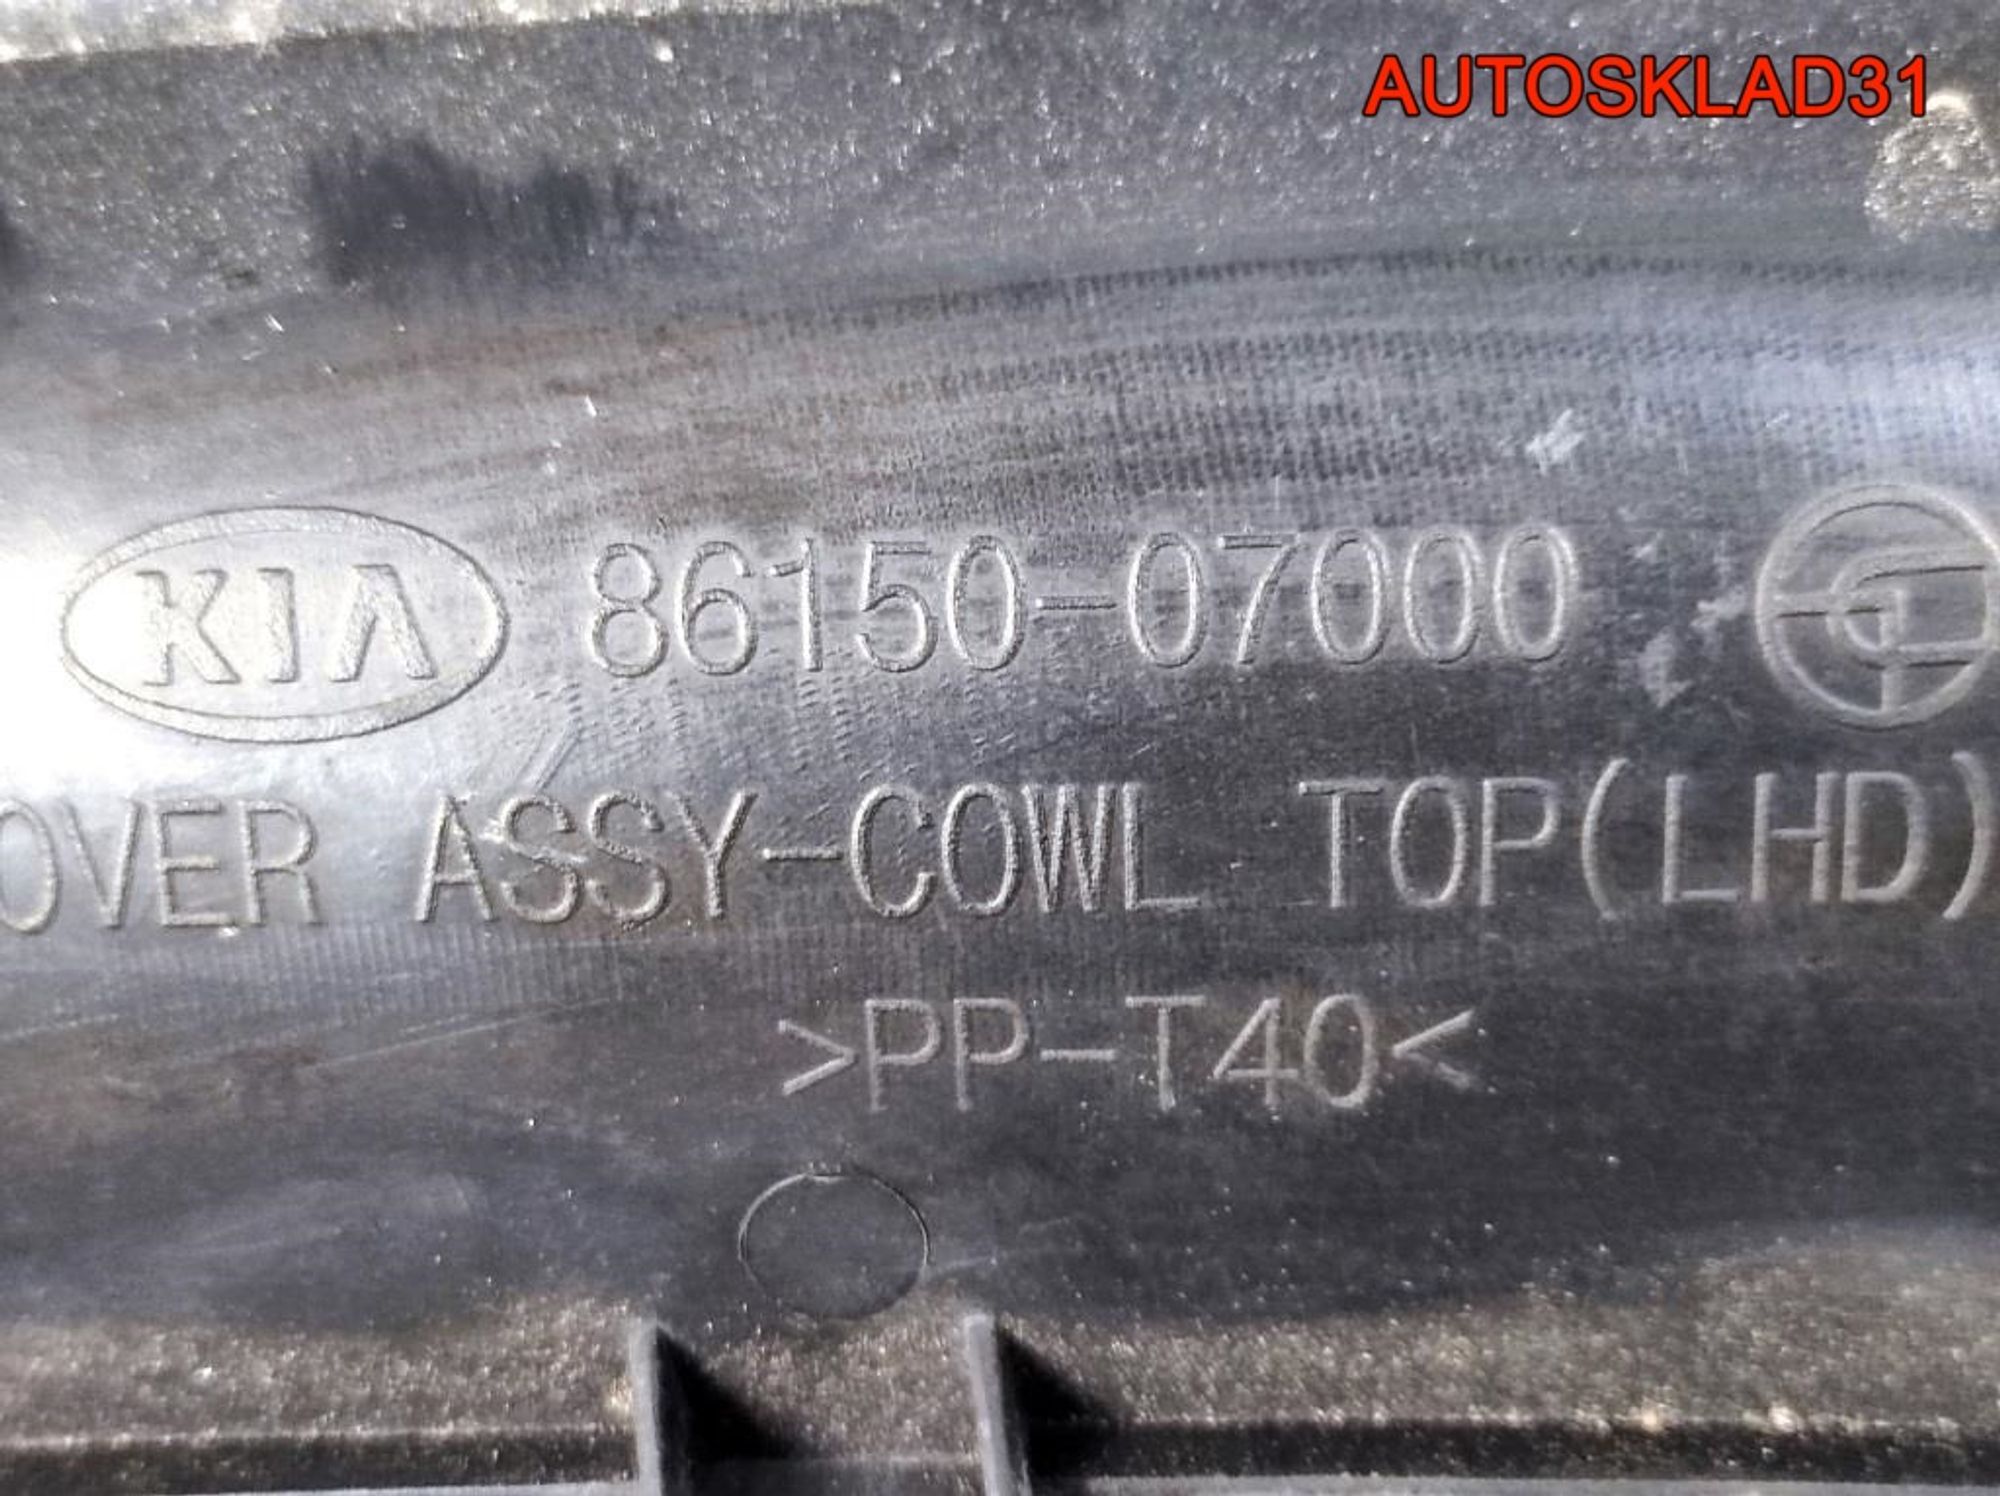 AUTOSKLAD31
KIA 86150-07000
OVER ASSY-COWL TOP(LHD)
>PP-T40<